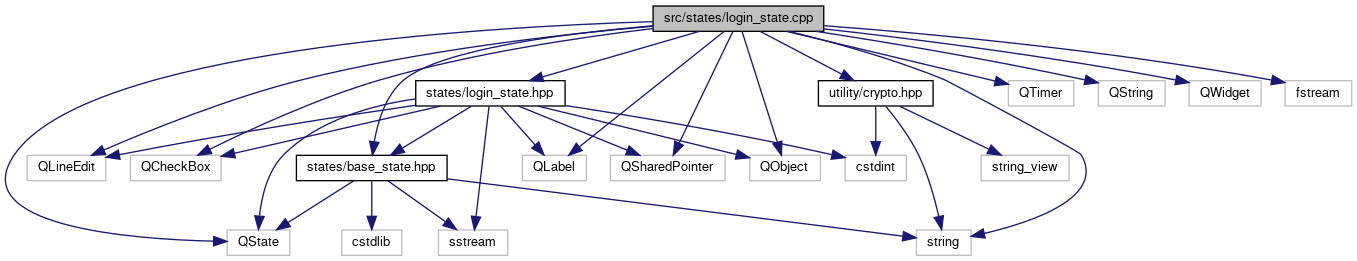 src/states/login_state.cpp
states/login_state.hpp
utility/crypto.hpp
QTimer
QString
QWidget
fstream
QLineEdit
QCheckBox
states/base_state.hpp
QLabel
QSharedPointer
QObject
cstdint
string_view
QState
cstdlib
sstream
string